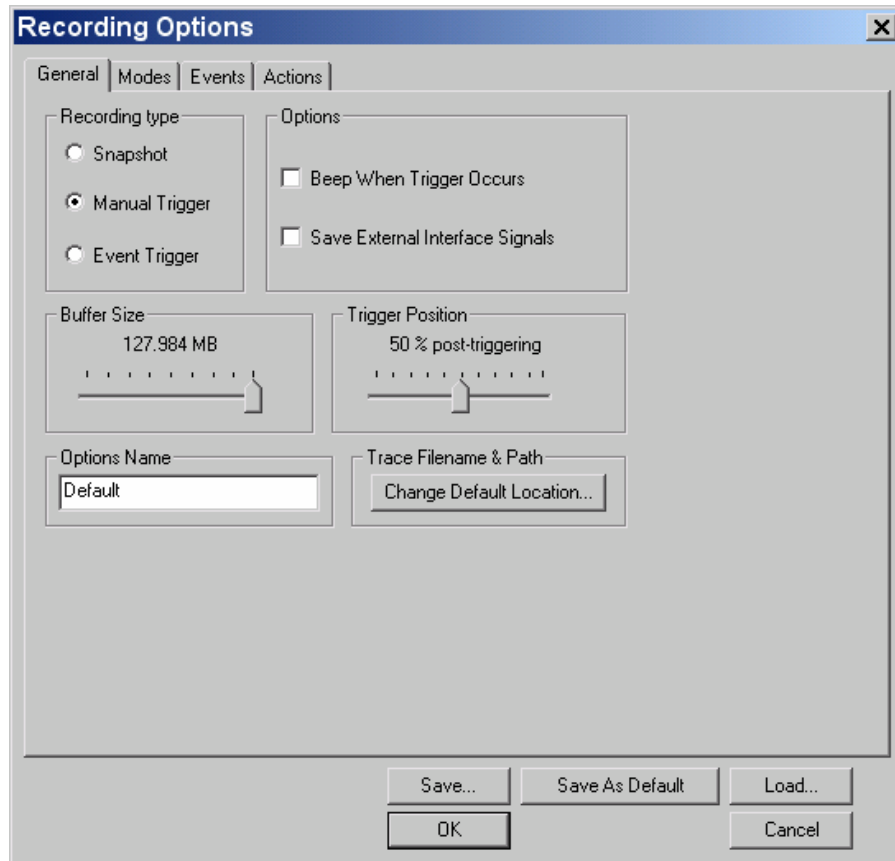 Recording Options
General Modes Events Actions
Recording type
Snapshot
Manual Trigger
Event Trigger
Options
Beep When Trigger Occurs
Save External Interface Signals
Buffer Size
127.984 MB
Trigger Position
50 % post-triggering
Options Name
Default
Trace Filename & Path
Change Default Location...
Save... Save As Default Load...
OK Cancel